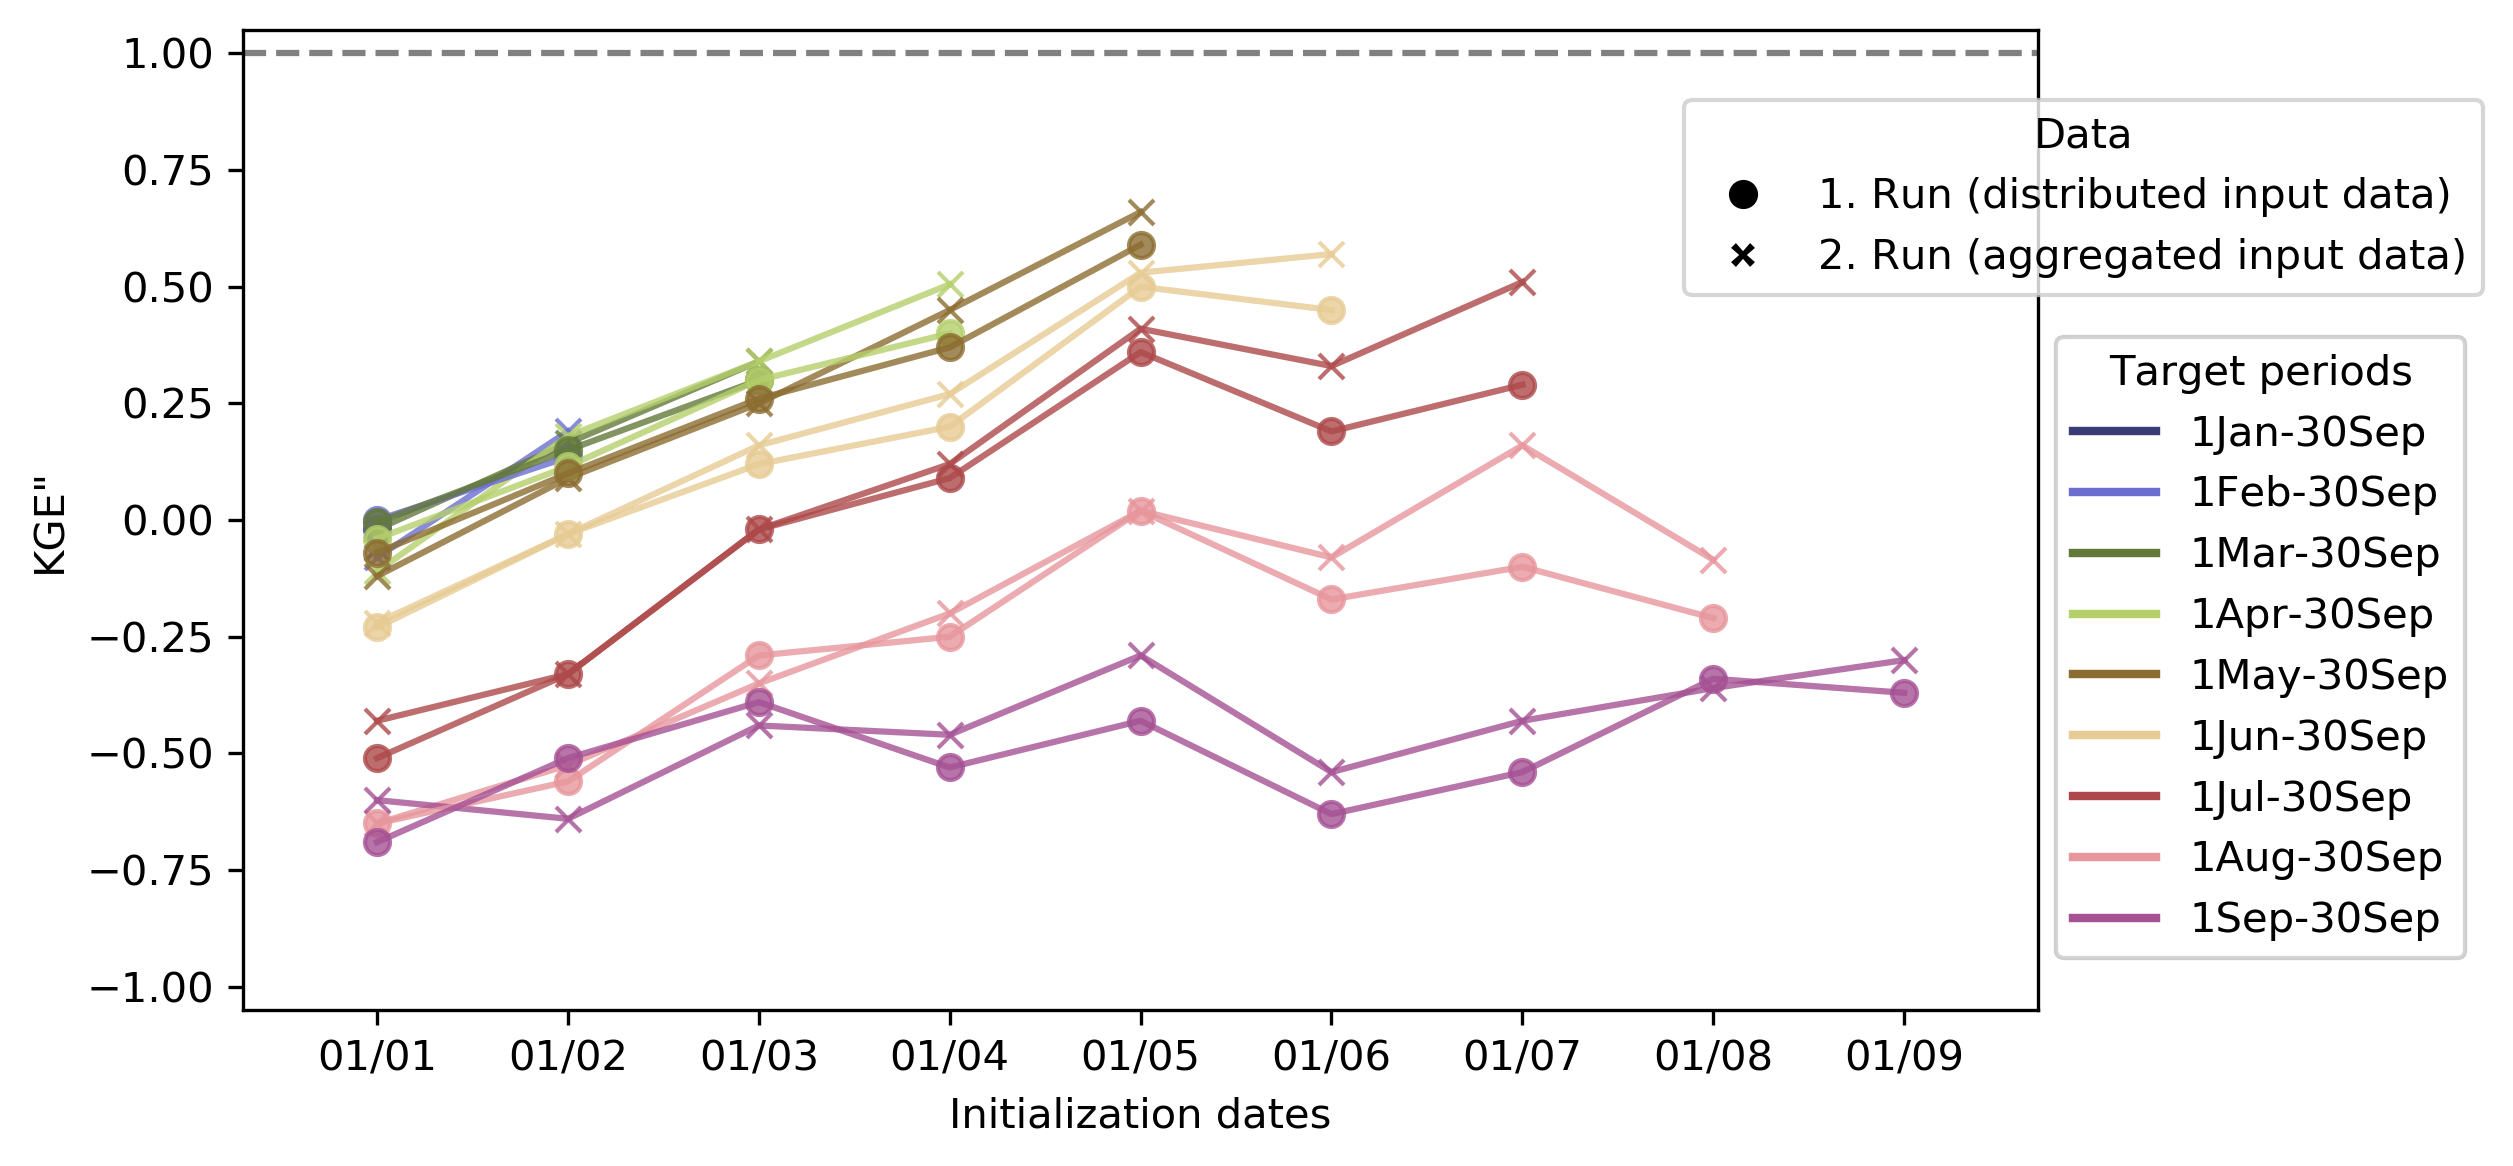 1.00
0.75
0.50
0.25
0.00
−0.25
−0.50
−0.75
−1.00
KGE"
01/01 01/02 01/03 01/04 01/05 01/06 01/07 01/08 01/09
Initialization dates
Data
1. Run (distributed input data)
2. Run (aggregated input data)
Target periods
1Jan-30Sep
1Feb-30Sep
1Mar-30Sep
1Apr-30Sep
1May-30Sep
1Jun-30Sep
1Jul-30Sep
1Aug-30Sep
1Sep-30Sep